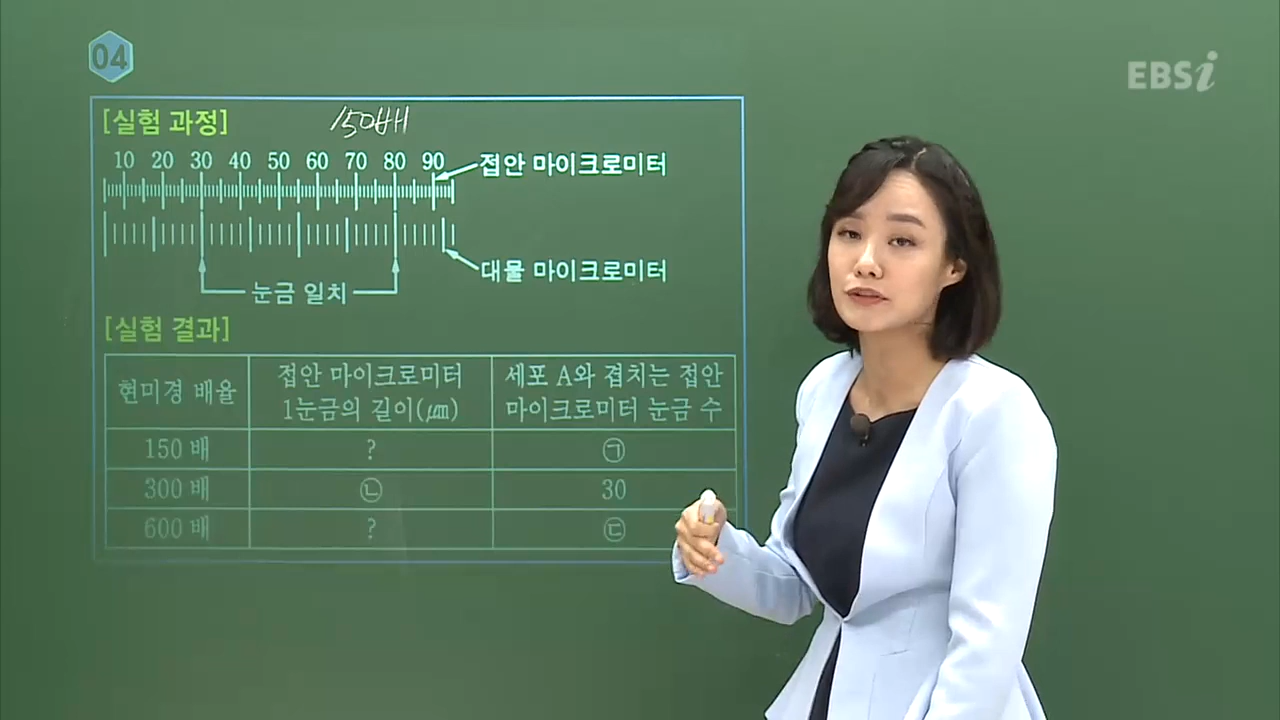 04
EBSi
[실험 과정] 150배
10 20 30 40 50 60 70 80 90
접안 마이크로미터
대물 마이크로미터
눈금 일치
[실험 결과]
현미경 배율
접안 마이크로미터
1눈금의 길이(㎛)
세포 A와 겹치는 접안
마이크로미터 눈금 수
150 배 ? ㉠
300 배 ㉡ 30
600 배 ? ㉢